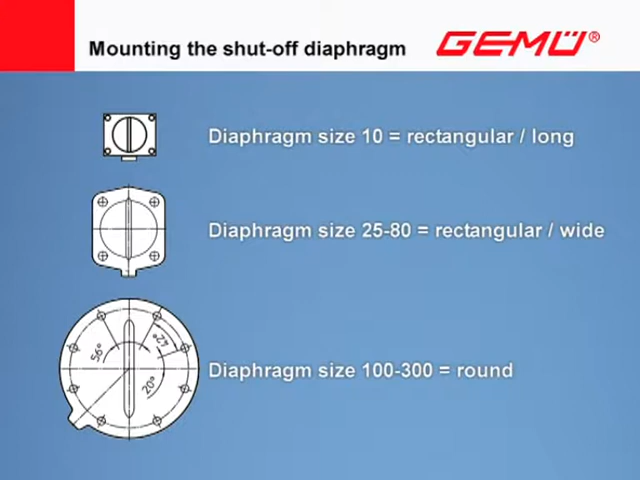 Mounting the shut-off diaphragm
GEMÜ®
Diaphragm size 10 = rectangular / long
Diaphragm size 25-80 = rectangular / wide
56°
42°
20°
Diaphragm size 100-300 = round